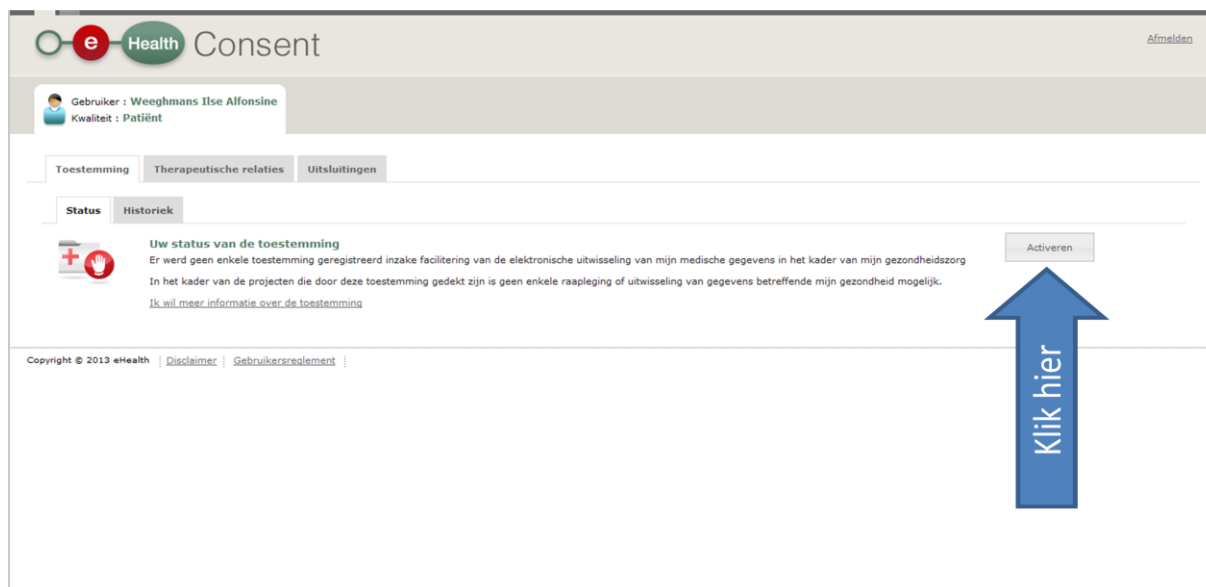 e Health Consent
Afmelden
Gebruiker : Weeghmans Ilse Alfonsine
Kwaliteit : Patiënt
Toestemming Therapeutische relaties Uitsluitingen
Status Historiek
Uw status van de toestemming
Activeren
Er werd geen enkele toestemming geregistreerd inzake facilitering van de elektronische uitwisseling van mijn medische gegevens in het kader van mijn gezondheidszorg
In het kader van de projecten die door deze toestemming gedekt zijn is geen enkele raapleging of uitwisseling van gegevens betreffende mijn gezondheid mogelijk.
Ik wil meer informatie over de toestemming
Klik hier
Copyright © 2013 eHealth Disclaimer Gebruikersreglement